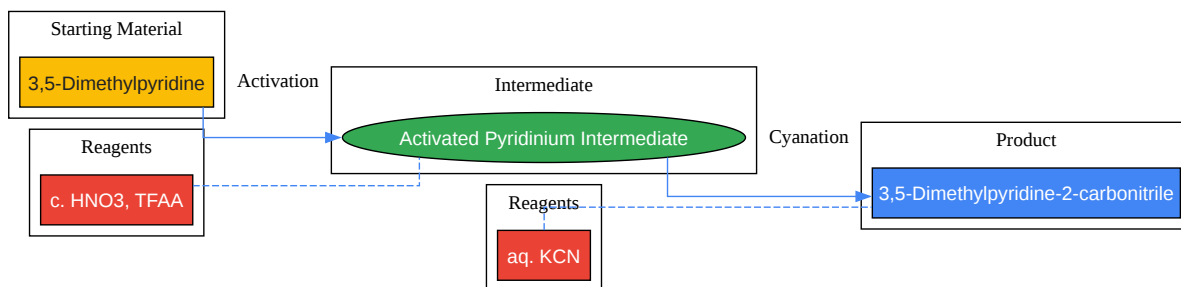 Starting Material
3,5-Dimethylpyridine
Activation
Reagents
c. HNO3, TFAA
Intermediate
Activated Pyridinium Intermediate
Cyanation
Reagents
aq. KCN
Product
3,5-Dimethylpyridine-2-carbonitrile